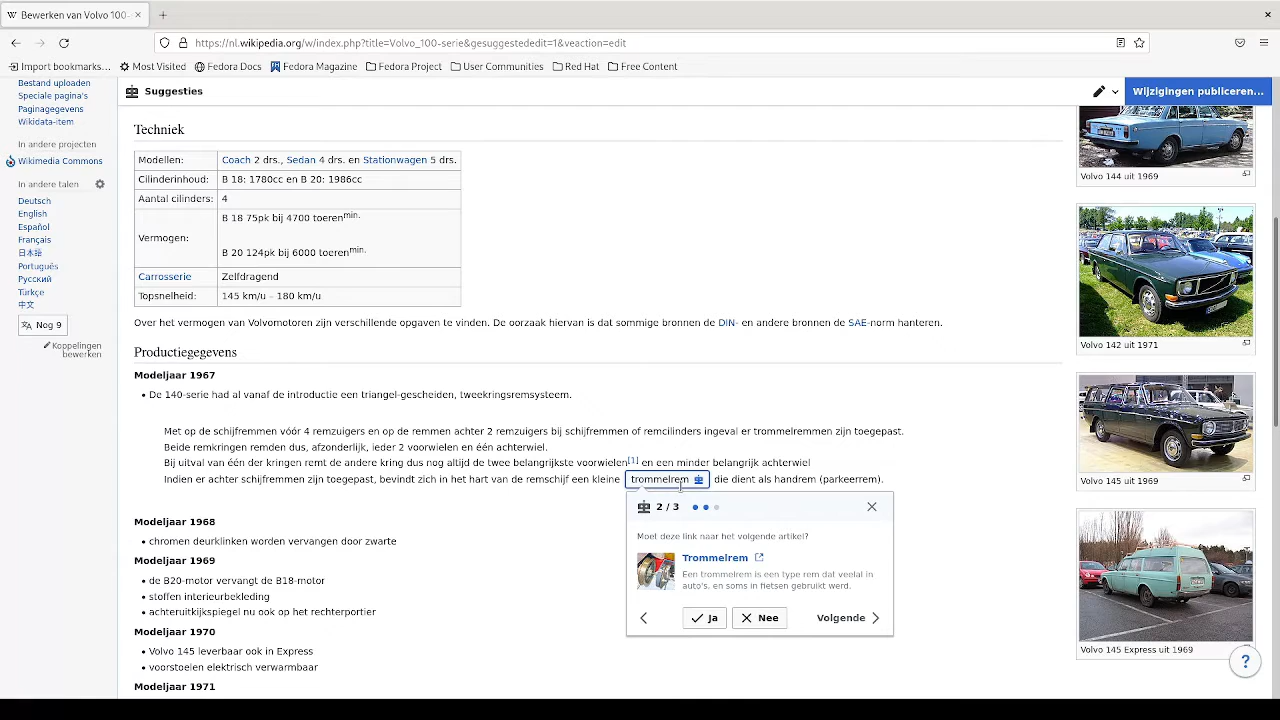 Bewerken van Volvo 100-
https://nl.wikipedia.org/w/index.php?title=Volvo_100-serie&gesuggestededit=1&veaction=edit
Import bookmarks... Most Visited Fedora Docs Fedora Magazine Fedora Project User Communities Red Hat Free Content
Bestand uploaden
Speciale pagina's
Paginagegevens
Wikidata-item
In andere projecten
Wikimedia Commons
In andere talen
Deutsch
English
Español
Français
日本語
Português
Русский
Türkçe
中文
Nog 9
Koppelingen
bewerken
Suggesties
Wijzigingen publiceren...
Techniek
Modellen: Coach 2 drs., Sedan 4 drs. en Stationwagen 5 drs.
Cilinderinhoud: B 18: 1780cc en B 20: 1986cc
Aantal cilinders: 4
Vermogen: B 18 75pk bij 4700 toeren min.
B 20 124pk bij 6000 toeren min.
Carrosserie Zelfdragend
Topsnelheid: 145 km/u – 180 km/u
Over het vermogen van Volvomotoren zijn verschillende opgaven te vinden. De oorzaak hiervan is dat sommige bronnen de DIN- en andere bronnen de SAE-norm hanteren.
Productiegegevens
Modeljaar 1967
• De 140-serie had al vanaf de introductie een triangel-gescheiden, tweekringsremsysteem.
Met op de schijfremmen vóór 4 remzuigers en op de remmen achter 2 remzuigers bij schijfremmen of remcilinders ingeval er trommelremmen zijn toegepast.
Beide remkringen remden dus, afzonderlijk, ieder 2 voorwielen en één achterwiel.
Bij uitval van één der kringen remt de andere kring dus nog altijd de twee belangrijkste voorwielen[1] en een minder belangrijk achterwiel
Indien er achter schijfremmen zijn toegepast, bevindt zich in het hart van de remschijf een kleine trommelrem die dient als handrem (parkeerrem).
2 / 3
Moet deze link naar het volgende artikel?
Trommelrem
Een trommelrem is een type rem dat veelal in
auto's, en soms in fietsen gebruikt werd.
Ja Nee Volgende
Modeljaar 1968
• chromen deurklinken worden vervangen door zwarte
Modeljaar 1969
• de B20-motor vervangt de B18-motor
• stoffen interieurbekleding
• achteruitkijkspiegel nu ook op het rechterportier
Modeljaar 1970
• Volvo 145 leverbaar ook in Express
• voorstoelen elektrisch verwarmbaar
Modeljaar 1971
Volvo 144 uit 1969
Volvo 142 uit 1971
Volvo 145 uit 1969
Volvo 145 Express uit 1969
?